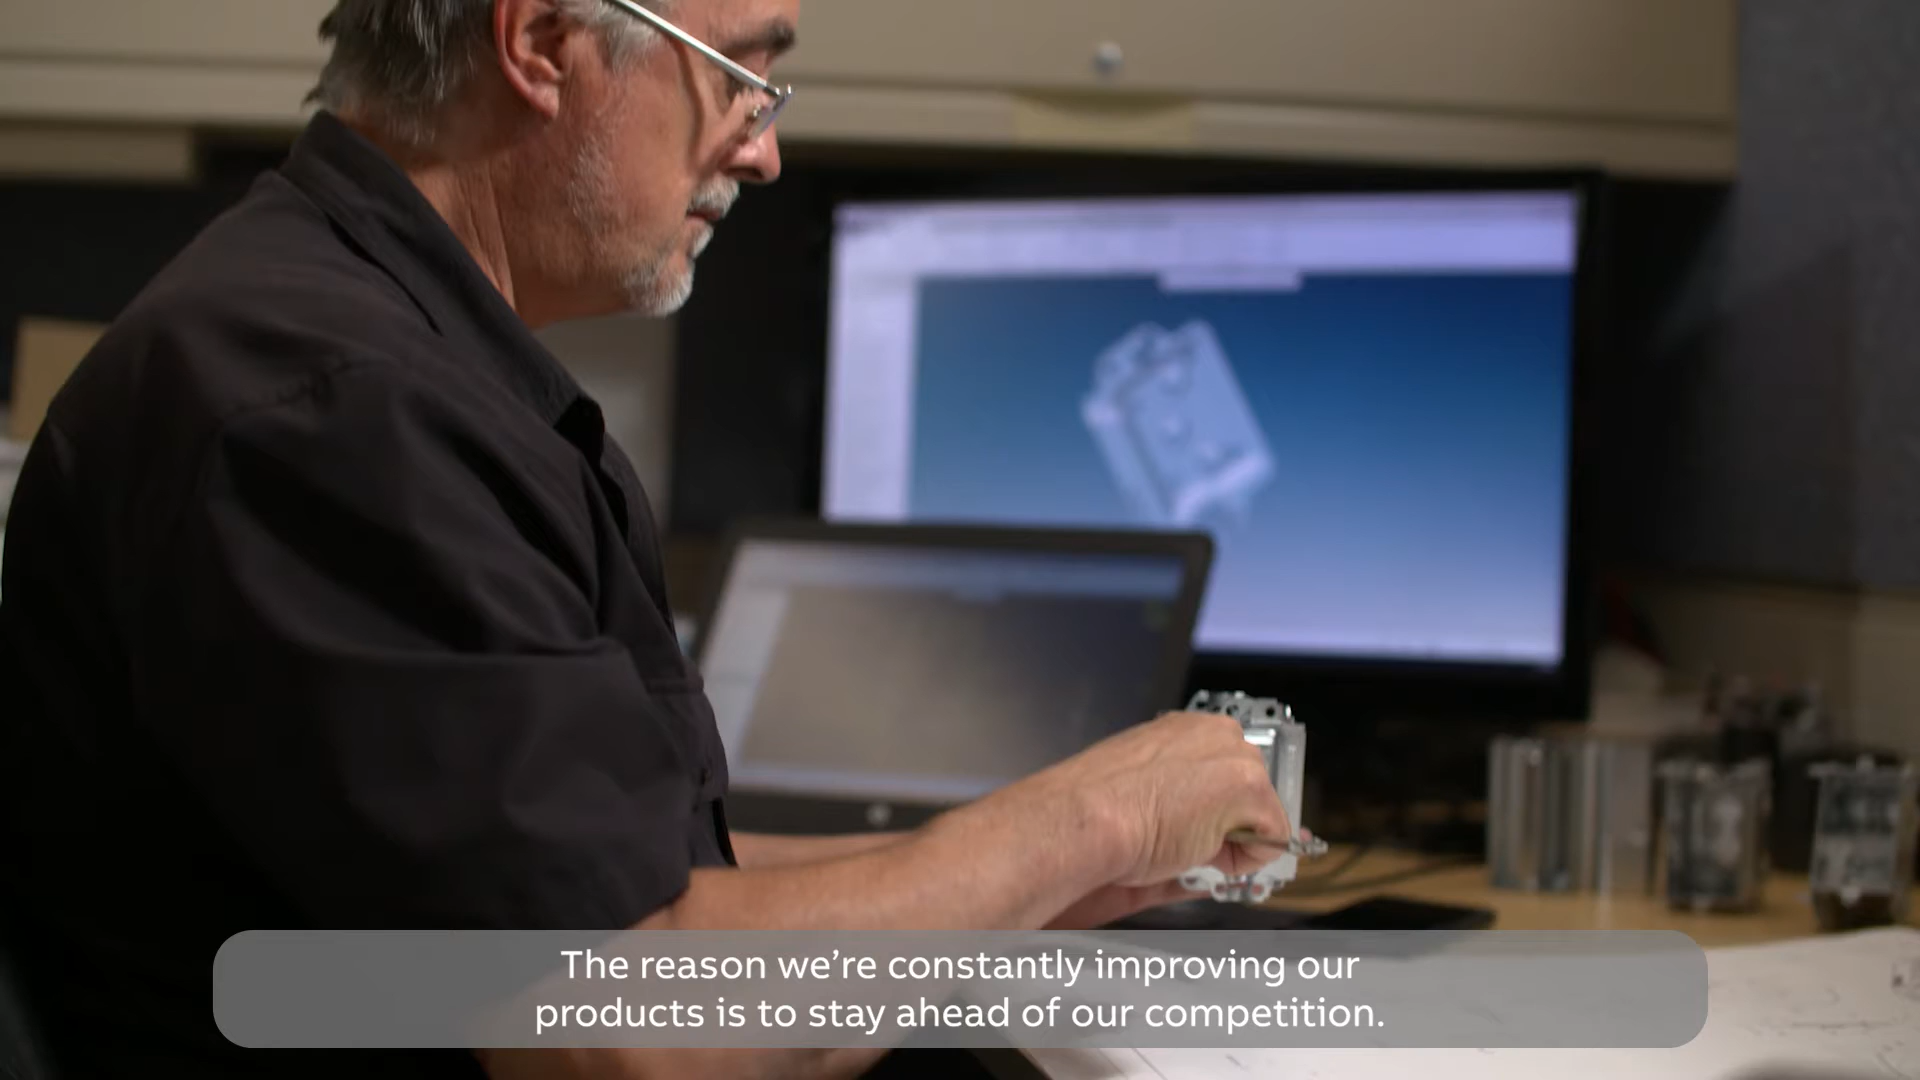 The reason we’re constantly improving our
products is to stay ahead of our competition.